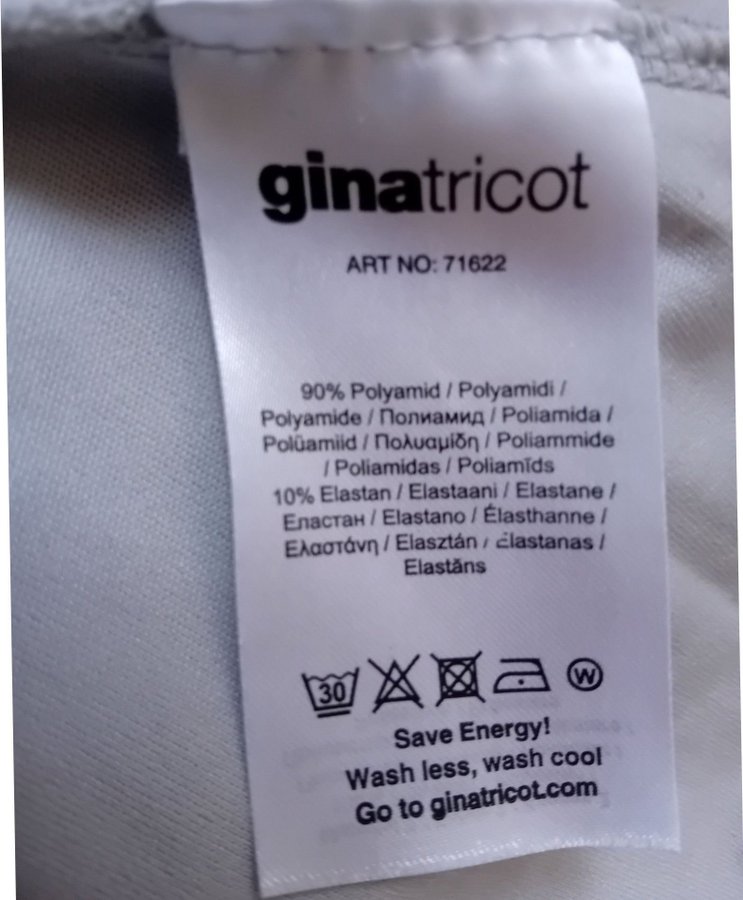 ginatricot
ART NO: 71622
90% Polyamid / Polyamidi /
Polyamide / Полиамид / Poliamida /
Polüamiid / Πολυαμίδη / Poliammide
/ Poliamidas / Poliamīds
10% Elastan / Elastaani / Elastane /
Еластан / Elastano / Élasthanne /
Ελαστάνη / Elasztán / Elastanas /
Elastāns
30
W
Save Energy!
Wash less, wash cool
Go to ginatricot.com